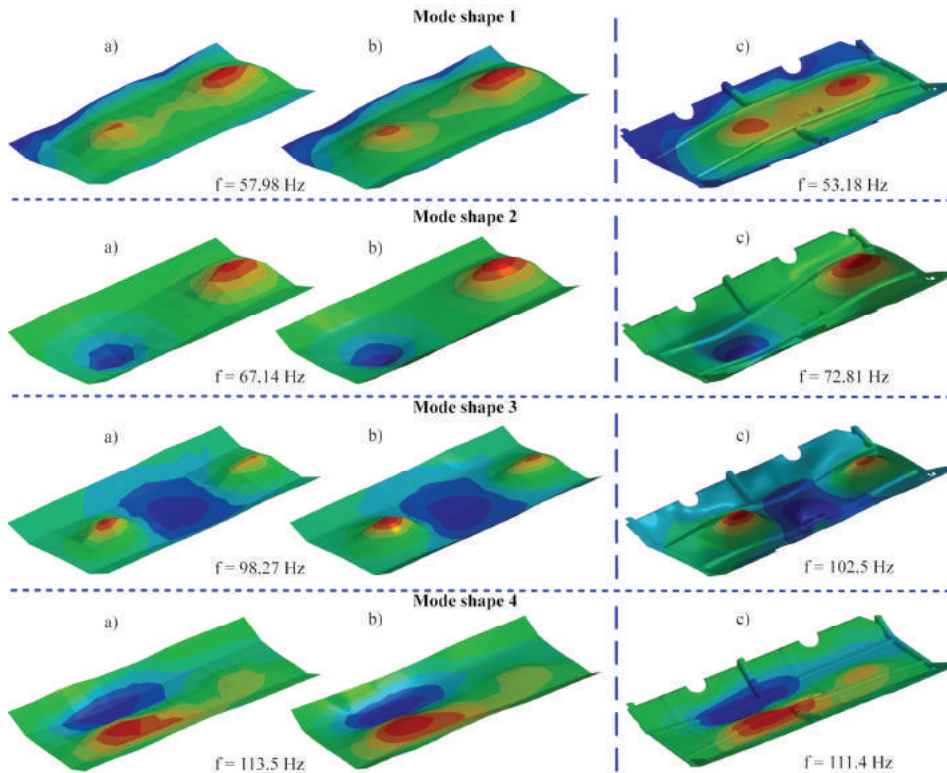 Mode shape 1
a)
b)
c)
f = 57.98 Hz
f = 53.18 Hz
Mode shape 2
a)
b)
c)
f = 67.14 Hz
f = 72.81 Hz
Mode shape 3
a)
b)
c)
f = 98.27 Hz
f = 102.5 Hz
Mode shape 4
a)
b)
c)
f = 113.5 Hz
f = 111.4 Hz